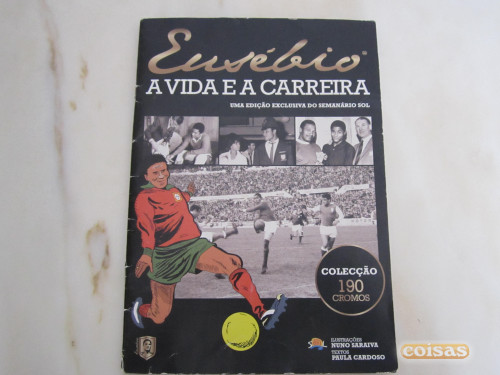 Eusébio
A VIDA E A CARREIRA
UMA EDIÇÃO EXCLUSIVA DO SEMANÁRIO SOL
COLECÇÃO
190
CROMOS
SOL
ILUSTRAÇÕES
NUNO SARAIVA
TEXTOS
PAULA CARDOSO
coisas